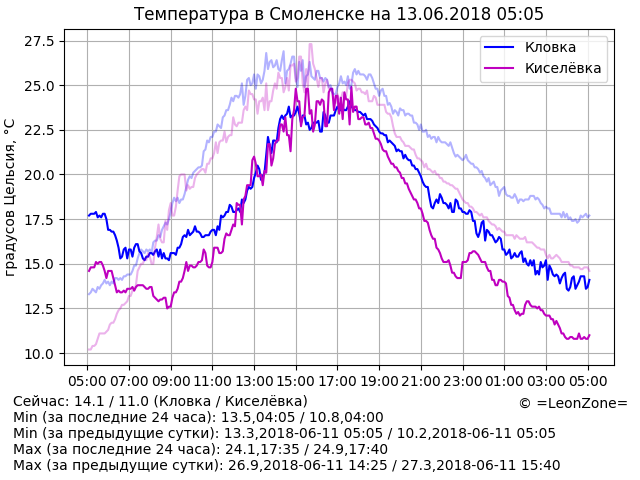 Температура в Смоленске на 13.06.2018 05:05
градусов Цельсия, °C
27.5
25.0
22.5
20.0
17.5
15.0
12.5
10.0
Кловка
Киселёвка
05:00 07:00 09:00 11:00 13:00 15:00 17:00 19:00 21:00 23:00 01:00 03:00 05:00
Сейчас: 14.1 / 11.0 (Кловка / Киселёвка)
© =LeonZone=
Min (за последние 24 часа): 13.5,04:05 / 10.8,04:00
Min (за предыдущие сутки): 13.3,2018-06-11 05:05 / 10.2,2018-06-11 05:05
Max (за последние 24 часа): 24.1,17:35 / 24.9,17:40
Max (за предыдущие сутки): 26.9,2018-06-11 14:25 / 27.3,2018-06-11 15:40